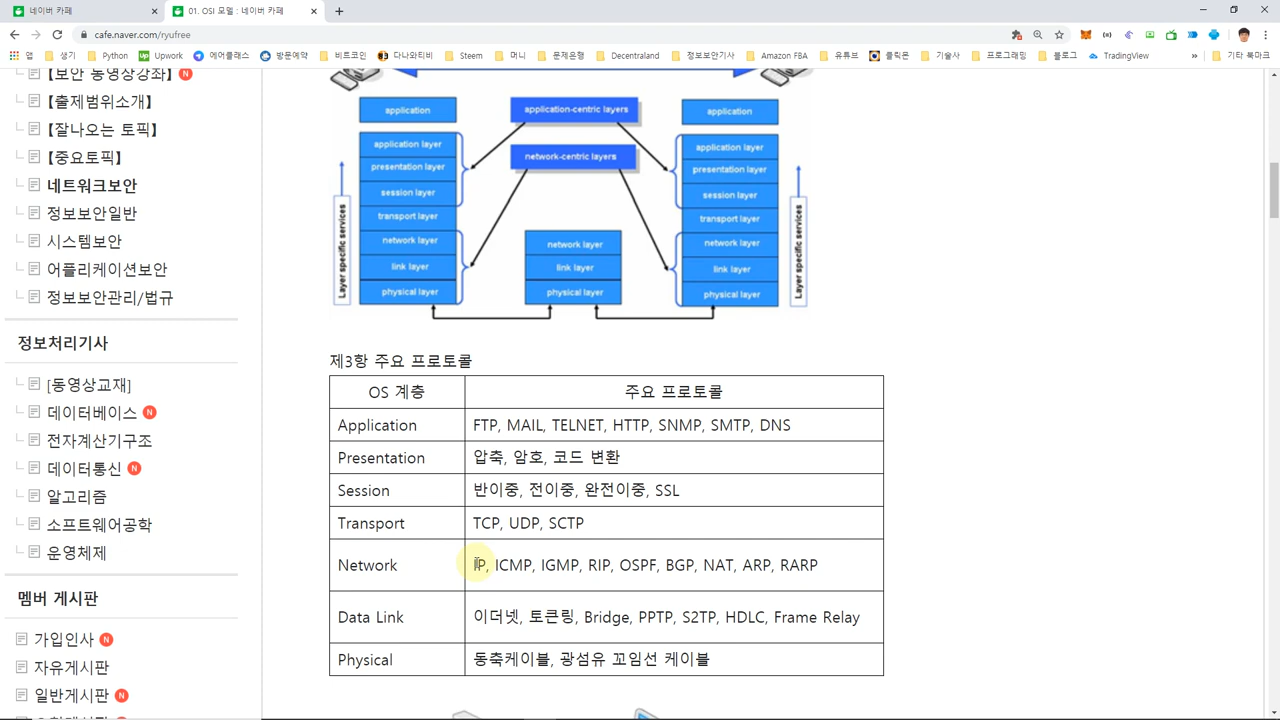 네이버 카페
01. OSI 모델 : 네이버 카페
cafe.naver.com/ryufree
앱 생기 Python Upwork 에어클래스 방문예약 비트코인 다나와티비 Steem 머니 문제은행 Decentraland 정보보안기사 Amazon FBA 유튜브 클릭몬 기술사 프로그래밍 블로그 TradingView » 기타 북마크
【보안 동영상강좌】
【출제범위소개】
【잘나오는 토픽】
【중요토픽】
네트워크보안
정보보안일반
시스템보안
어플리케이션보안
정보보안관리/법규
정보처리기사
[동영상교재]
데이터베이스
전자계산기구조
데이터통신
알고리즘
소프트웨어공학
운영체제
멤버 게시판
가입인사
자유게시판
일반게시판
application application-centric layers application
network-centric layers
application layer application layer
presentation layer presentation layer
session layer session layer
transport layer transport layer
network layer network layer network layer
link layer link layer link layer
physical layer physical layer physical layer
Layer specific services
Layer specific services
제3항 주요 프로토콜
OS 계층 주요 프로토콜
Application FTP, MAIL, TELNET, HTTP, SNMP, SMTP, DNS
Presentation 압축, 암호, 코드 변환
Session 반이중, 전이중, 완전이중, SSL
Transport TCP, UDP, SCTP
Network IP, ICMP, IGMP, RIP, OSPF, BGP, NAT, ARP, RARP
Data Link 이더넷, 토큰링, Bridge, PPTP, S2TP, HDLC, Frame Relay
Physical 동축케이블, 광섬유 꼬임선 케이블